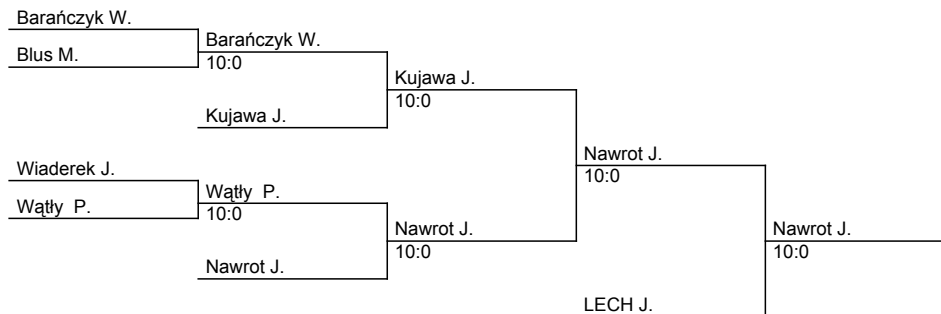 Barańczyk W.
Blus M.
Barańczyk W.
10:0
Kujawa J.
Kujawa J.
10:0
Wiaderek J.
Wątły  P.
Wątły  P.
10:0
Nawrot J.
Nawrot J.
10:0
Nawrot J.
10:0
LECH J.
Nawrot J.
10:0